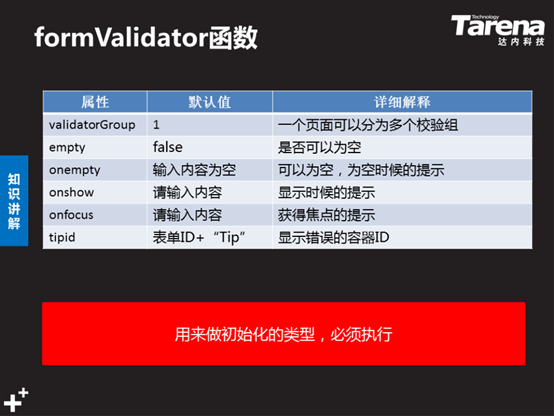 formValidator函数
Technology
Tarena
达内科技
属性 默认值 详细解释
validatorGroup 1 一个页面可以分为多个校验组
empty false 是否可以为空
onempty 输入内容为空 可以为空，为空时候的提示
onshow 请输入内容 显示时候的提示
onfocus 请输入内容 获得焦点的提示
tipid 表单ID+“Tip” 显示错误的容器ID
知识讲解
用来做初始化的类型，必须执行